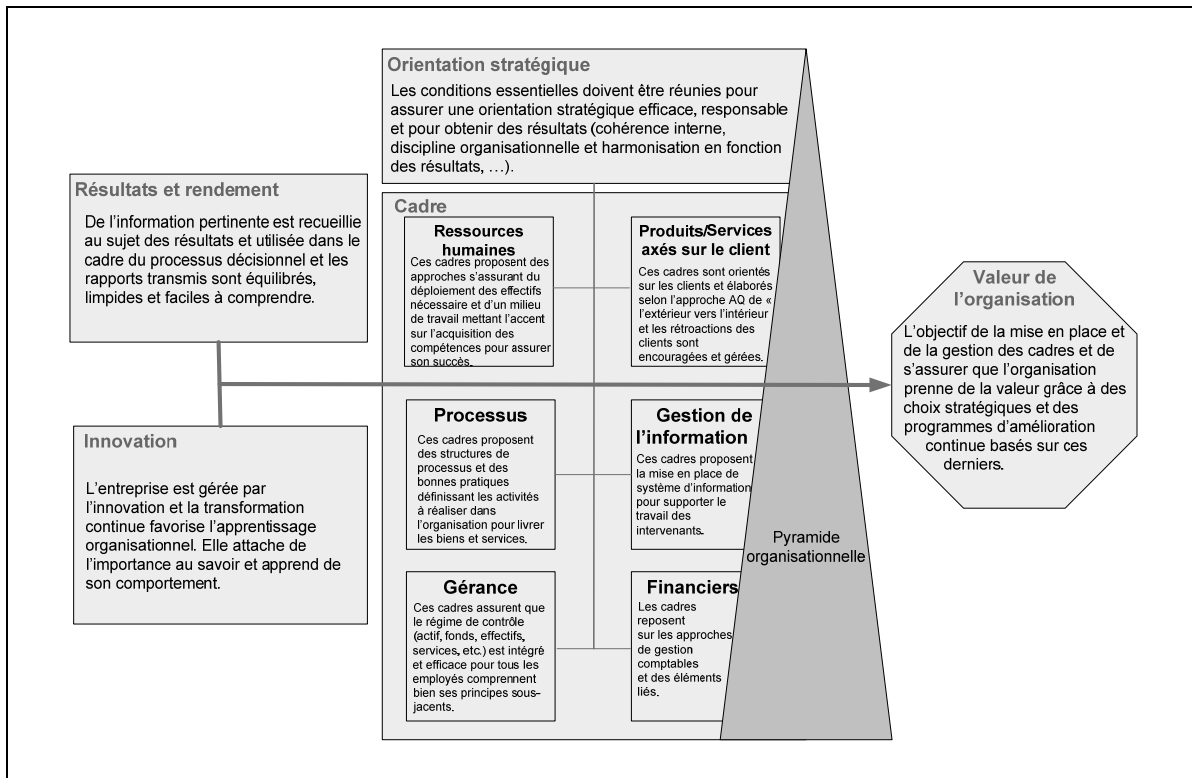 Orientation stratégique
Les conditions essentielles doivent être réunies pour
assurer une orientation stratégique efficace, responsable
et pour obtenir des résultats (cohérence interne,
discipline organisationnelle et harmonisation en fonction
des résultats, …).
Résultats et rendement
De l’information pertinente est recueillie
au sujet des résultats et utilisée dans le
cadre du processus décisionnel et les
rapports transmis sont équilibrés,
limpides et faciles à comprendre.
Innovation
L’entreprise est gérée par
l’innovation et la transformation
continue favorise l’apprentissage
organisationnel. Elle attache de
l’importance au savoir et apprend de
son comportement.
Cadre
Ressources
humaines
Ces cadres proposent des
approches s’assurant du
déploiement des effectifs
nécessaire et d’un milieu
de travail mettant l’accent
sur l’acquisition des
compétences pour assurer
son succès.
Produits/Services
axés sur le client
Ces cadres sont orientés
sur les clients et élaborés
selon l’approche AQ de «
l’extérieur vers l’intérieur
et les rétroactions des
clients sont
encouragées et gérées.
Processus
Ces cadres proposent
des structures de
processus et des
bonnes pratiques
définissant les activités
à réaliser dans
l’organisation pour livrer
les biens et services.
Gestion de
l’information
Ces cadres proposent
la mise en place de
système d’information
pour supporter le
travail des
intervenants.
Gérance
Ces cadres assurent que
le régime de contrôle
(actif, fonds, effectifs,
services, etc.) est intégré
et efficace pour tous les
employés comprennent
bien ses principes sous-
jacents.
Financiers
Les cadres
reposent
sur les approches
de gestion
comptables
et des éléments
liés.
Pyramide
organisationnelle
Valeur de
l’organisation
L’objectif de la mise en place et
de la gestion des cadres et de
s’assurer que l’organisation
prenne de la valeur grâce à des
choix stratégiques et des
programmes d’amélioration
continue basés sur ces
derniers.